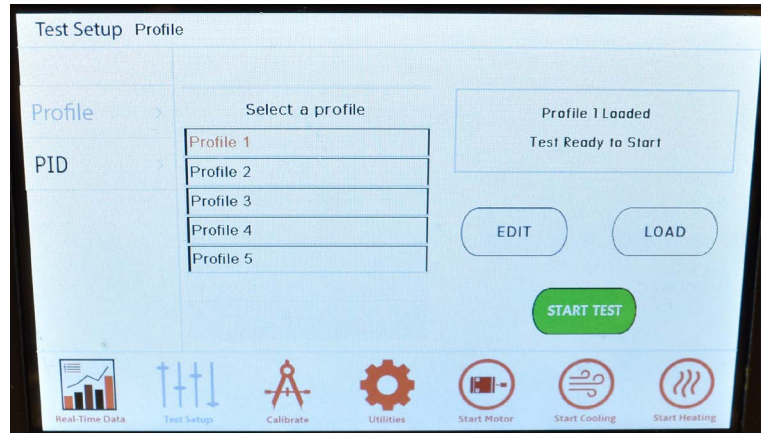 Test Setup Profile
Profile
PID
Select a profile
Profile 1
Profile 2
Profile 3
Profile 4
Profile 5
Profile 1 Loaded
Test Ready to Start
EDIT
LOAD
START TEST
Real-Time Data
Test Setup
Calibrate
Utilities
Start Motor
Start Cooling
Start Heating